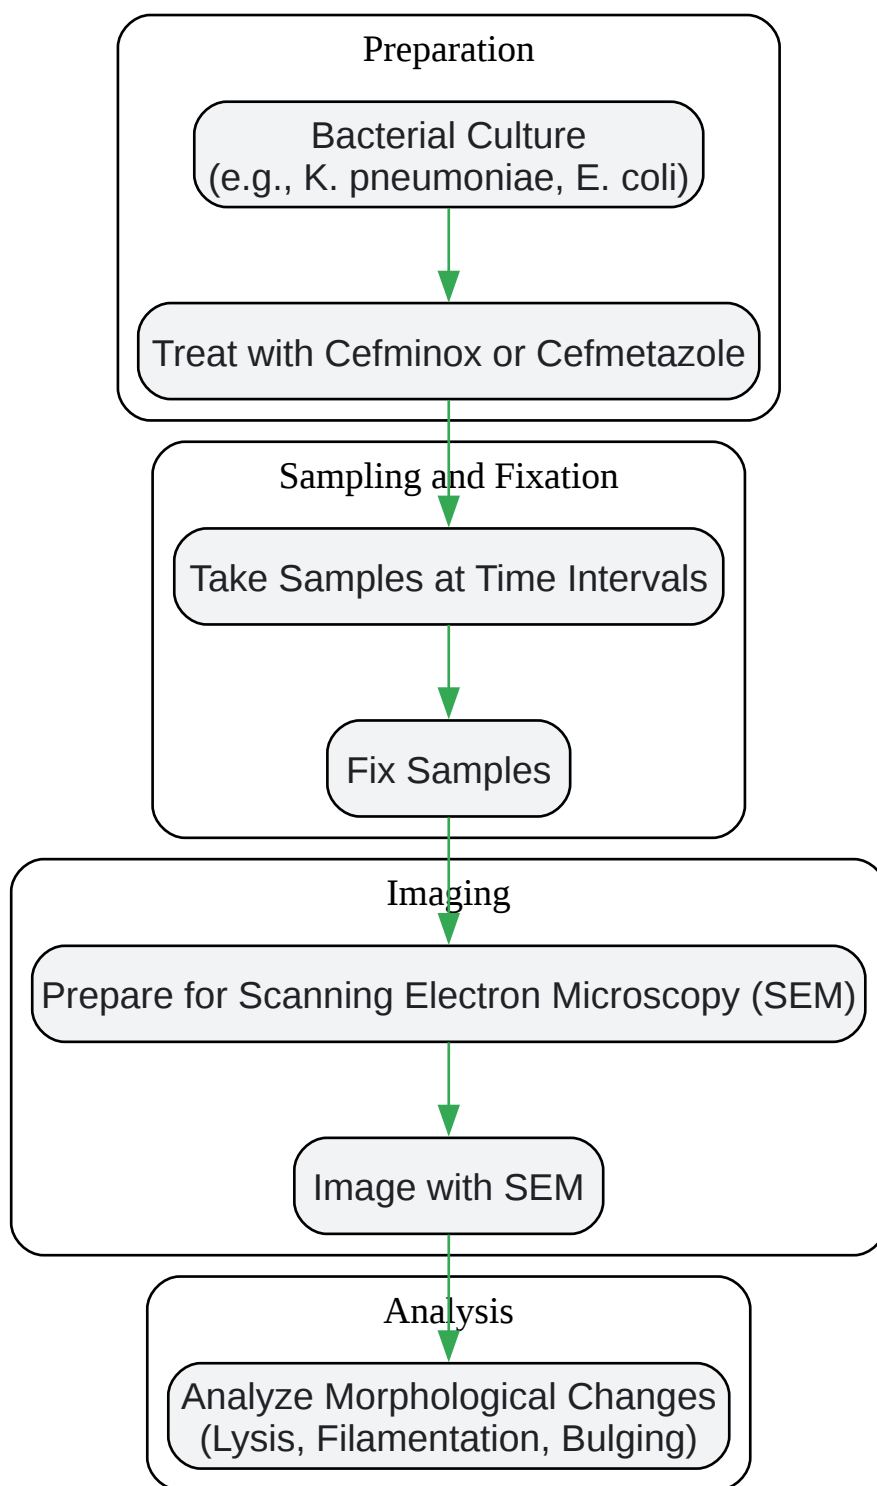 Preparation
Bacterial Culture
(e.g., K. pneumoniae, E. coli)
Treat with Cefminox or Cefmetazole
Sampling and Fixation
Take Samples at Time Intervals
Fix Samples
Imaging
Prepare for Scanning Electron Microscopy (SEM)
Image with SEM
Analysis
Analyze Morphological Changes
(Lysis, Filamentation, Bulging)